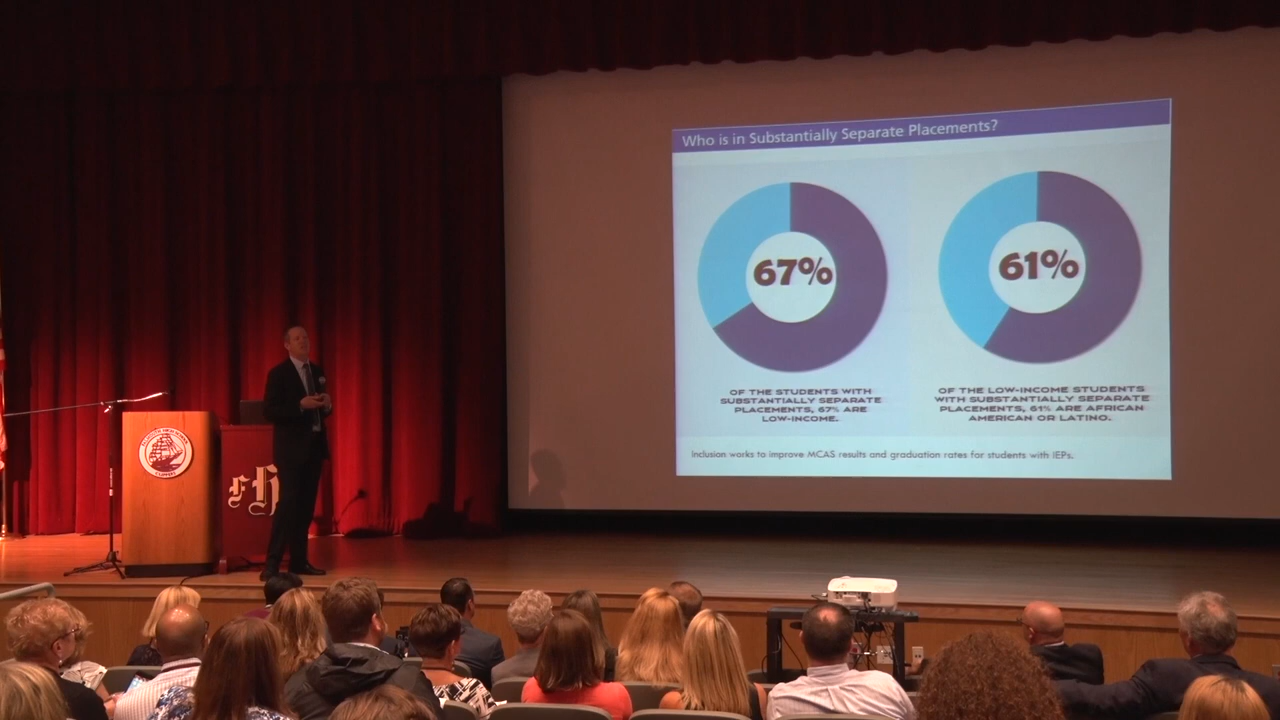 Who is in Substantially Separate Placements?
67%
61%
OF THE STUDENTS WITH
SUBSTANTIALLY SEPARATE
PLACEMENTS, 67% ARE
LOW-INCOME.
OF THE LOW-INCOME STUDENTS
WITH SUBSTANTIALLY SEPARATE
PLACEMENTS, 61% ARE AFRICAN
AMERICAN OR LATINO.
Inclusion works to improve MCAS results and graduation rates for students with IEPs.
CLIPPERS
FH